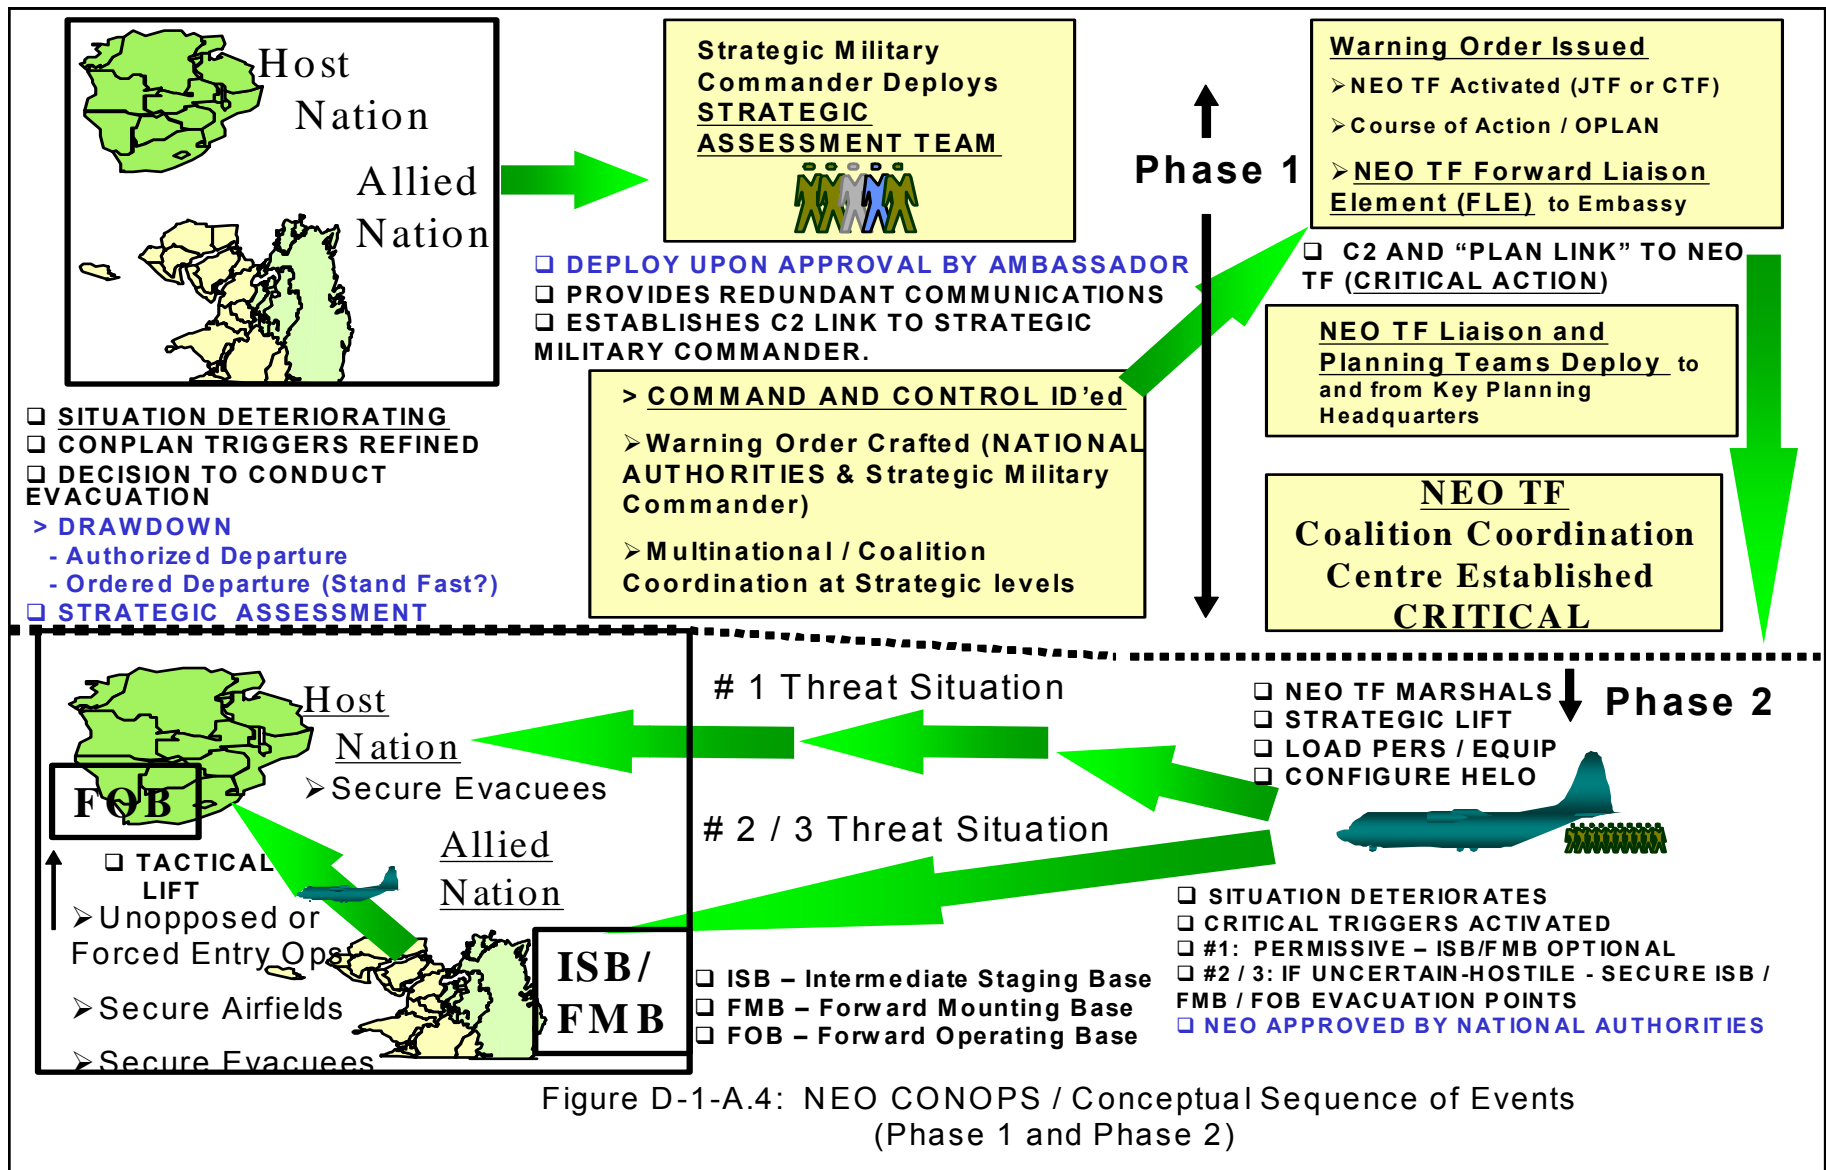 Host
Nation
Allied
Nation
❑ SITUATION DETERIORATING
❑ CONPLAN TRIGGERS REFINED
❑ DECISION TO CONDUCT
EVACUATION
> DRAWDOWN
- Authorized Departure
- Ordered Departure (Stand Fast?)
❑ STRATEGIC ASSESSMENT
Strategic Military
Commander Deploys
STRATEGIC
ASSESSMENT TEAM
❑ DEPLOY UPON APPROVAL BY AMBASSADOR
❑ PROVIDES REDUNDANT COMMUNICATIONS
❑ ESTABLISHES C2 LINK TO STRATEGIC
MILITARY COMMANDER.
> COMMAND AND CONTROL ID’ed
➢Warning Order Crafted (NATIONAL
AUTHORITIES & Strategic Military
Commander)
➢Multinational / Coalition
Coordination at Strategic levels
Phase 1
Warning Order Issued
➢NEO TF Activated (JTF or CTF)
➢Course of Action / OPLAN
➢NEO TF Forward Liaison
Element (FLE) to Embassy
❑ C2 AND “PLAN LINK” TO NEO
TF (CRITICAL ACTION)
NEO TF Liaison and
Planning Teams Deploy to
and from Key Planning
Headquarters
NEO TF
Coalition Coordination
Centre Established
CRITICAL
Phase 2
❑ NEO TF MARSHALS
❑ STRATEGIC LIFT
❑ LOAD PERS / EQUIP
❑ CONFIGURE HELO
# 1 Threat Situation
# 2 / 3 Threat Situation
Host
Nation
➢Secure Evacuees
FOB
Allied
Nation
❑ TACTICAL
LIFT
➢Unopposed or
Forced Entry Ops
➢Secure Airfields
➢Secure Evacuees
ISB/
FMB
❑ ISB – Intermediate Staging Base
❑ FMB – Forward Mounting Base
❑ FOB – Forward Operating Base
❑ SITUATION DETERIORATES
❑ CRITICAL TRIGGERS ACTIVATED
❑ #1: PERMISSIVE – ISB/FMB OPTIONAL
❑ #2 / 3: IF UNCERTAIN-HOSTILE - SECURE ISB /
FMB / FOB EVACUATION POINTS
❑ NEO APPROVED BY NATIONAL AUTHORITIES
Figure D-1-A.4: NEO CONOPS / Conceptual Sequence of Events
(Phase 1 and Phase 2)